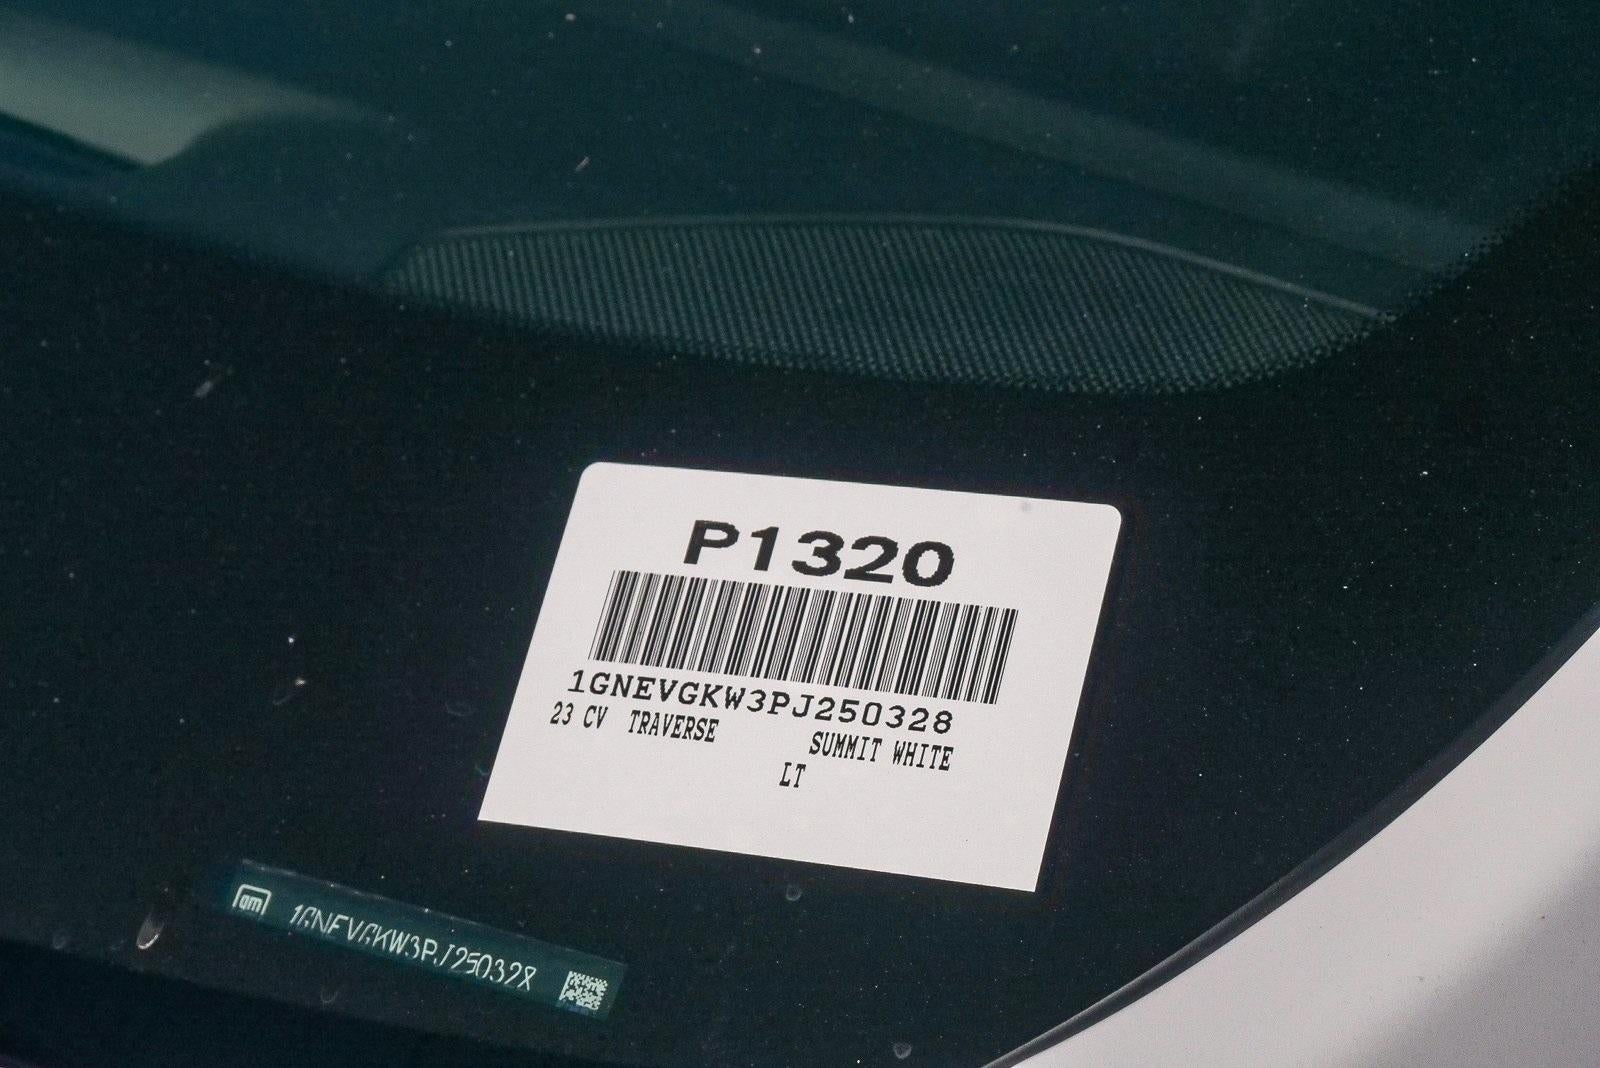 P1320
1GNEVGKW3PJ250328
23 CV TRAVERSE SUMMIT WHITE
LT
gm 1GNEVGKW3PJ250328